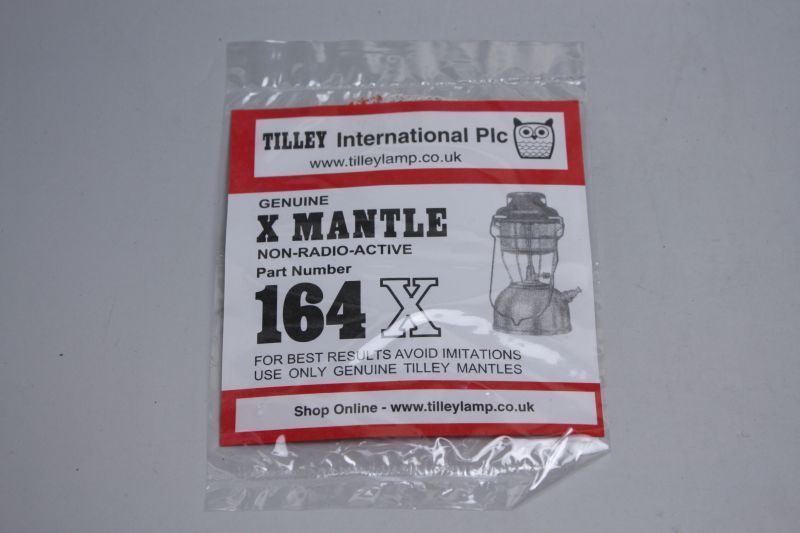 TILLEY International Plc
www.tilleylamp.co.uk
GENUINE
X MANTLE
NON-RADIO-ACTIVE
Part Number
164 X
FOR BEST RESULTS AVOID IMITATIONS
USE ONLY GENUINE TILLEY MANTLES
Shop Online - www.tilleylamp.co.uk